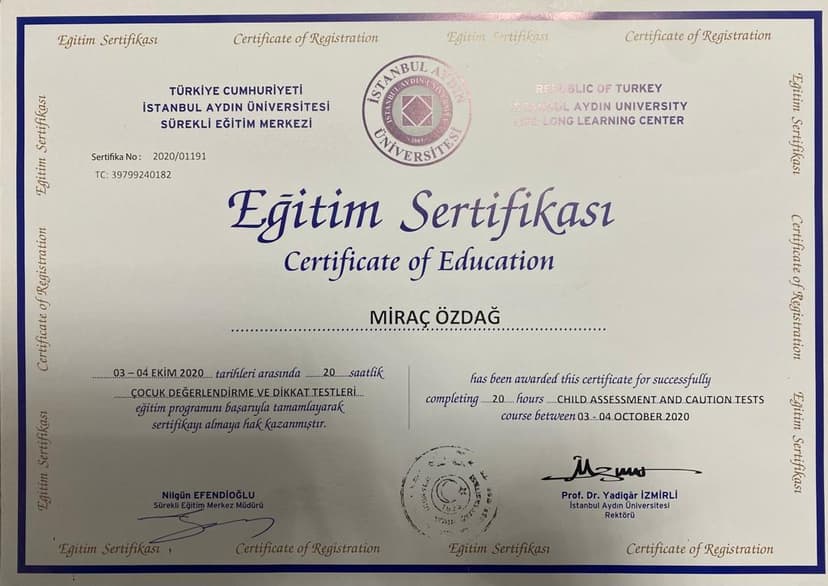 Eğitim Sertifikası
Certificate of Registration
Eğitim Sertifikası
Certificate of Registration
Eğitim Sertifikası
Certificate of Registration
Eğitim Sertifikası
Eğitim Sertifikası
Certificate of Registration
Eğitim Sertifikası
TÜRKİYE CUMHURİYETİ
İSTANBUL AYDIN ÜNİVERSİTESİ
SÜREKLİ EĞİTİM MERKEZİ
İSTANBUL AYDIN
ÜNİVERSİTESİ
REPUBLIC OF TURKEY
ISTANBUL AYDIN UNIVERSITY
LIFE-LONG LEARNING CENTER
Sertifika No : 2020/01191
TC: 39799240182
Eğitim Sertifikası
Certificate of Education
MİRAÇ ÖZDAĞ
03 – 04 EKİM 2020 tarihleri arasında 20 saatlik
ÇOCUK DEĞERLENDİRME VE DİKKAT TESTLERİ
eğitim programını başarıyla tamamlayarak
sertifikayı almaya hak kazanmıştır.
has been awarded this certificate for successfully
completing 20 hours CHILD ASSESSMENT AND CAUTION TESTS
course between 03 - 04 OCTOBER 2020
Nilgün EFENDİOĞLU
Sürekli Eğitim Merkez Müdürü
Prof. Dr. Yadigâr İZMİRLİ
İstanbul Aydın Üniversitesi
Rektörü
Eğitim Sertifikası
Certificate of Registration
Eğitim Sertifikası
Certificate of Registration